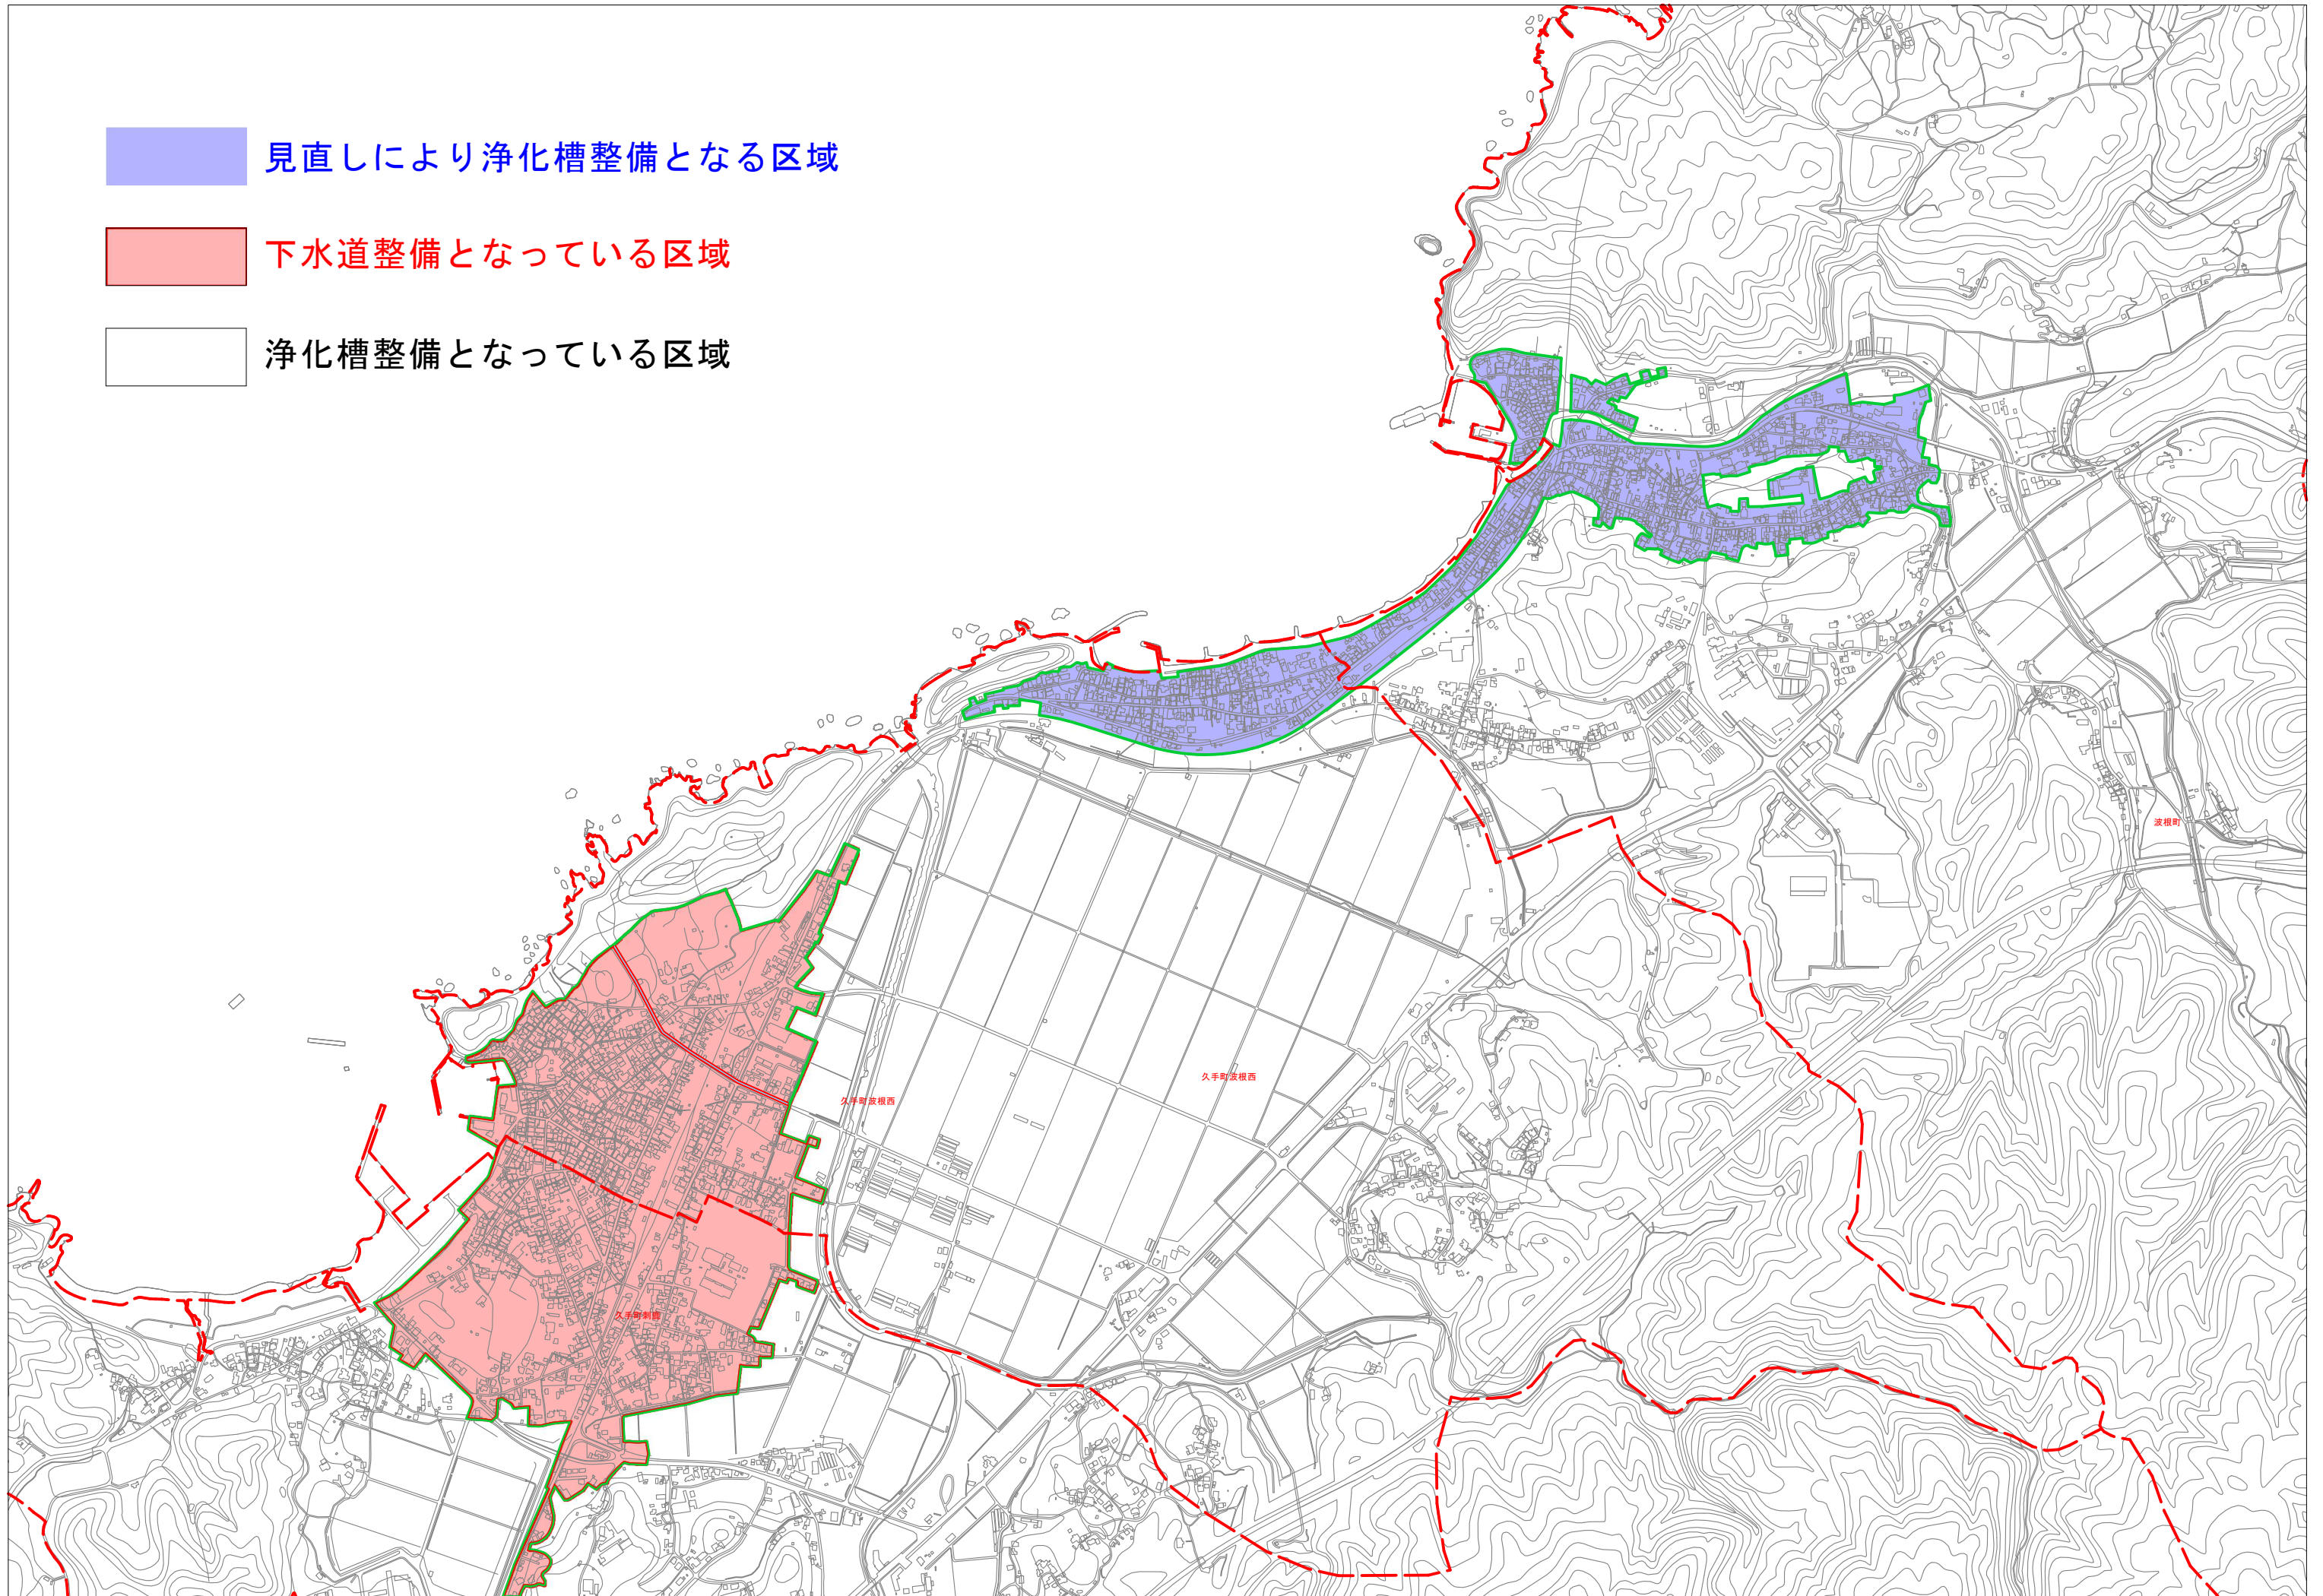 見直しにより浄化槽整備となる区域
下水道整備となっている区域
浄化槽整備となっている区域
波根町
久手町波根西
久手町波根西
久手町刺鹿